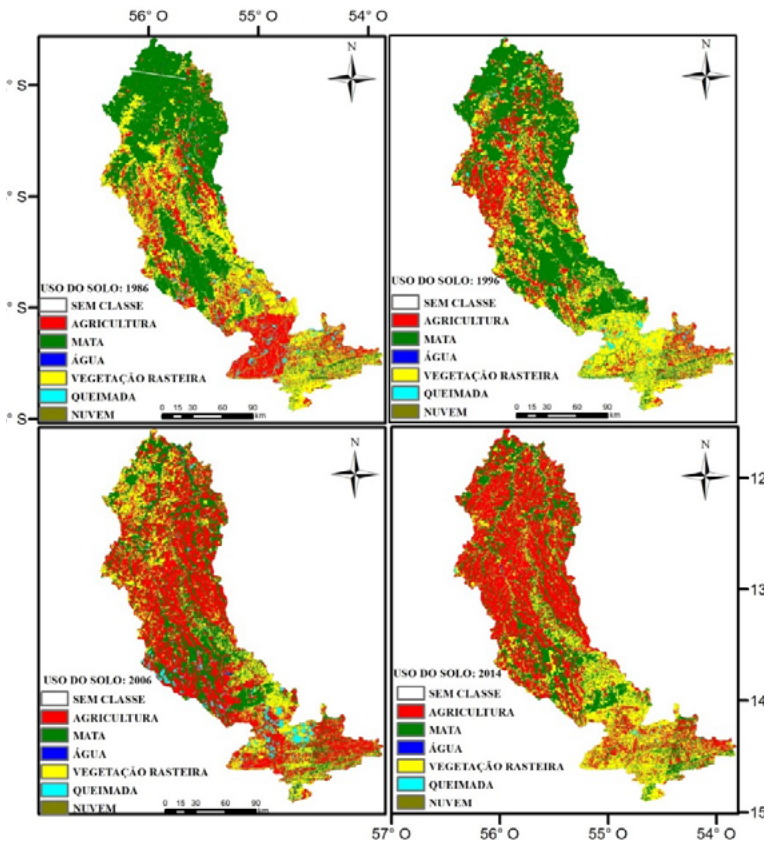 56° O 55° O 54° O
N
N
° S
° S
° S
° S
USO DO SOLO: 1986
SEM CLASSE
AGRICULTURA
MATA
ÁGUA
VEGETAÇÃO RASTEIRA
QUEIMADA
NUVEM
0 15 30 60 90
km
USO DO SOLO: 1996
SEM CLASSE
AGRICULTURA
MATA
ÁGUA
VEGETAÇÃO RASTEIRA
QUEIMADA
NUVEM
0 15 30 60 90
km
N
N
USO DO SOLO: 2006
SEM CLASSE
AGRICULTURA
MATA
ÁGUA
VEGETAÇÃO RASTEIRA
QUEIMADA
NUVEM
0 15 30 60 90
km
USO DO SOLO: 2014
SEM CLASSE
AGRICULTURA
MATA
ÁGUA
VEGETAÇÃO RASTEIRA
QUEIMADA
NUVEM
12
13
14
15
57° O 56° O 55° O 54° O